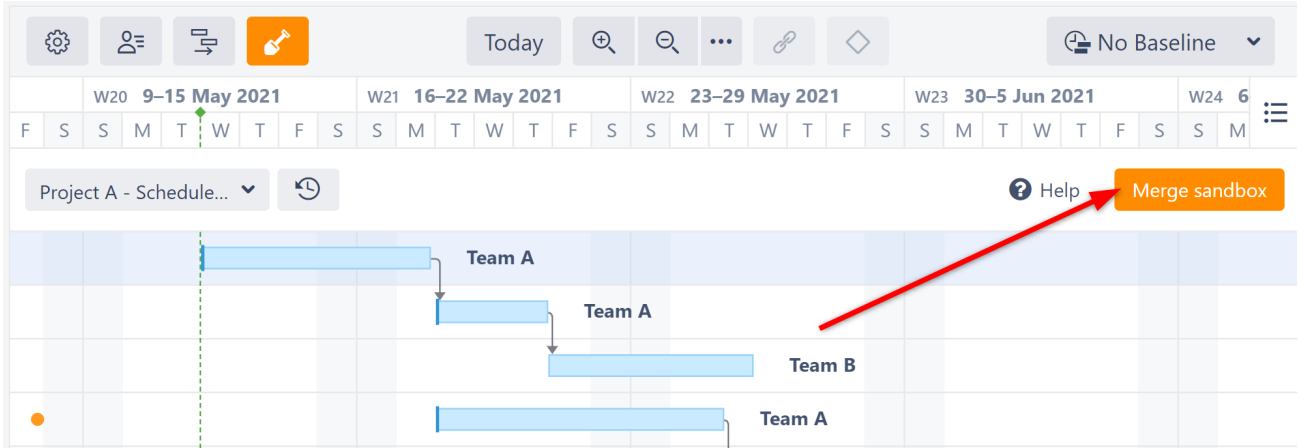 Today
No Baseline
W20 9–15 May 2021 W21 16–22 May 2021 W22 23–29 May 2021 W23 30–5 Jun 2021 W24 6
F S S M T W T F S S M T W T F S S M T W T F S S M T W T F S S M
Project A - Schedule... Help Merge sandbox
Team A
Team A
Team B
Team A